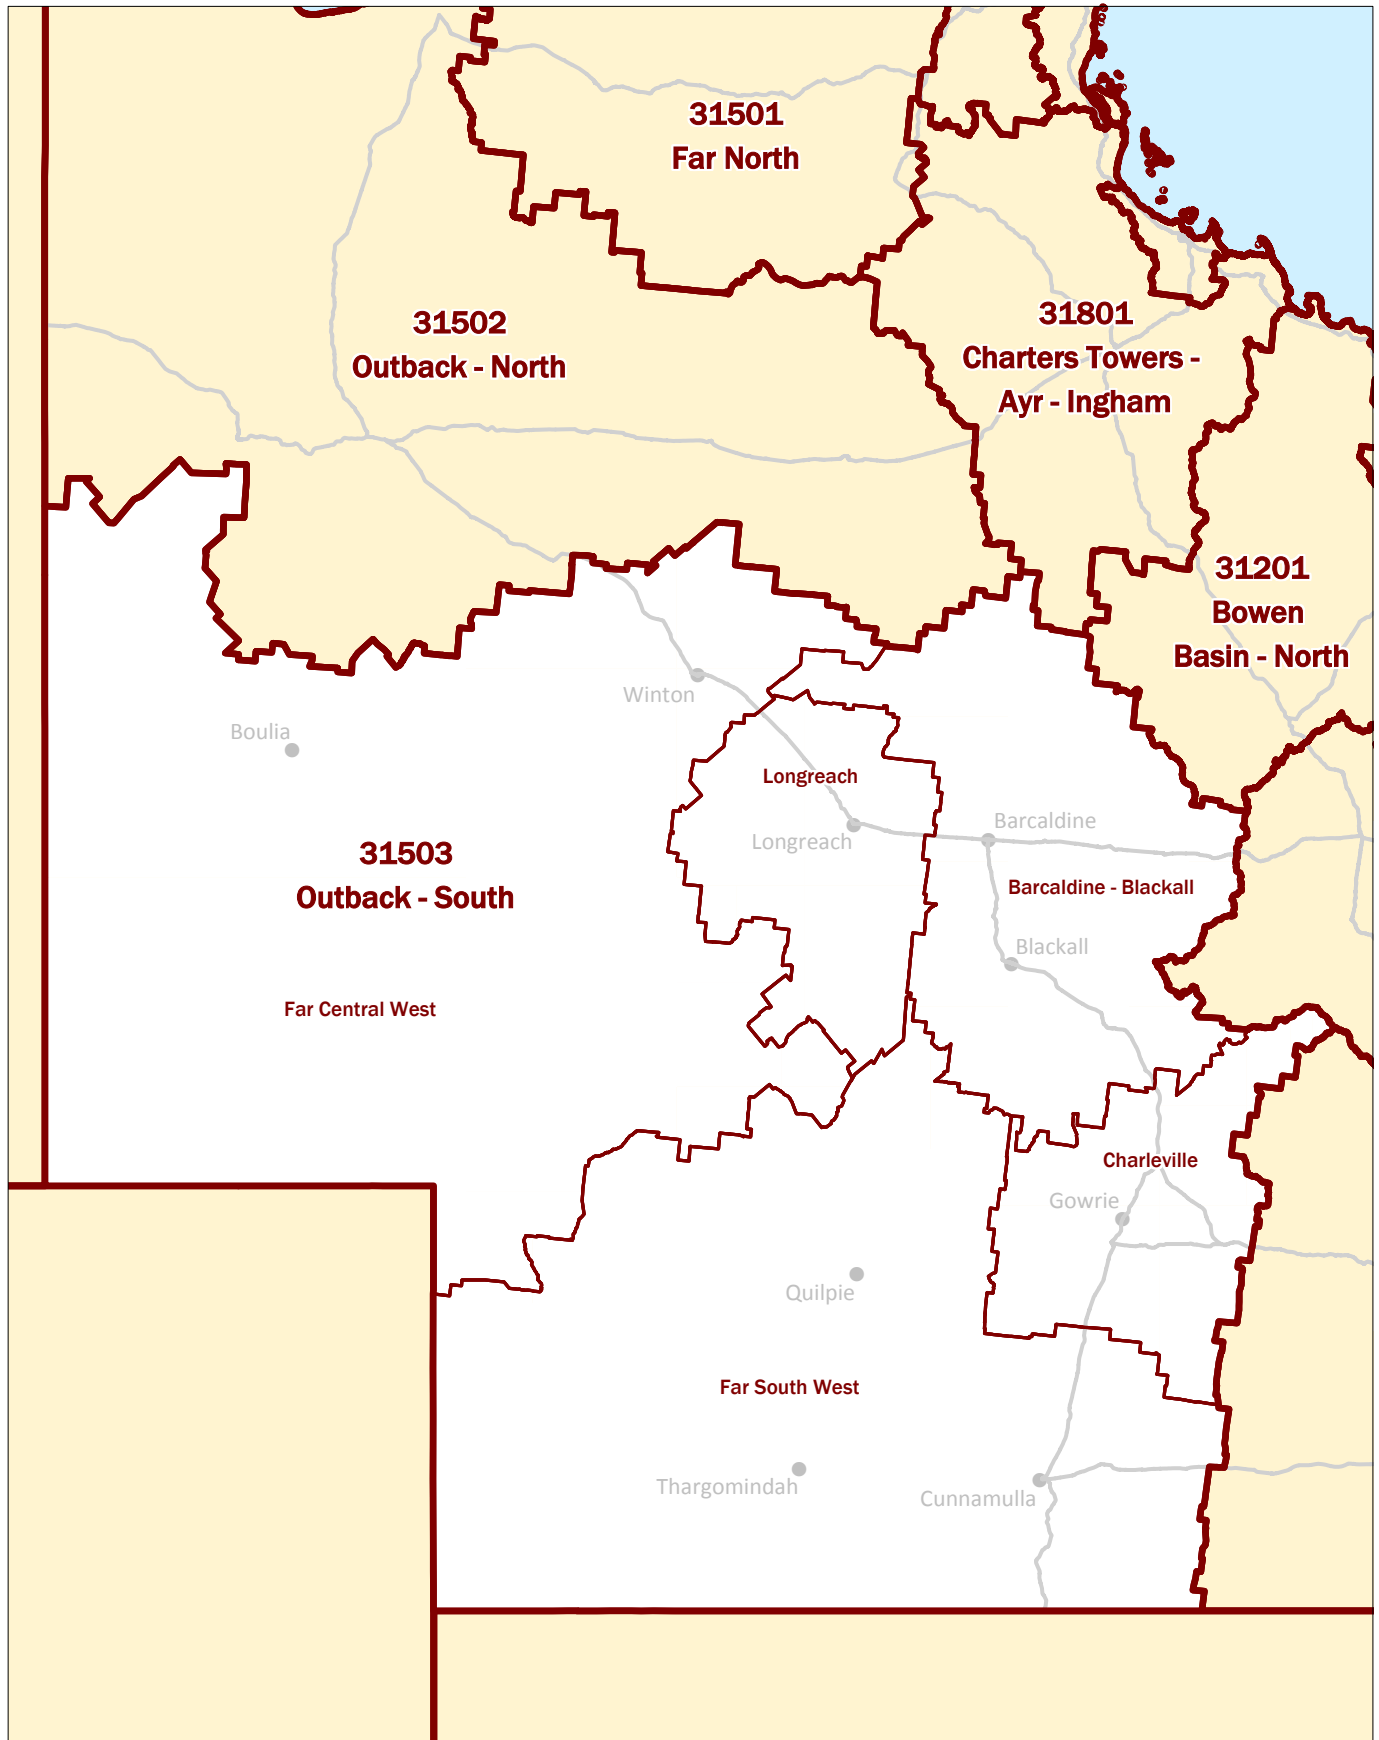 31501
Far North
31502
Outback - North
31801
Charters Towers -
Ayr - Ingham
31201
Bowen
Basin - North
Winton
Boulia
Longreach
Longreach
Barcaldine
31503
Outback - South
Barcaldine - Blackall
Blackall
Far Central West
Charleville
Gowrie
Quilpie
Far South West
Thargomindah
Cunnamulla